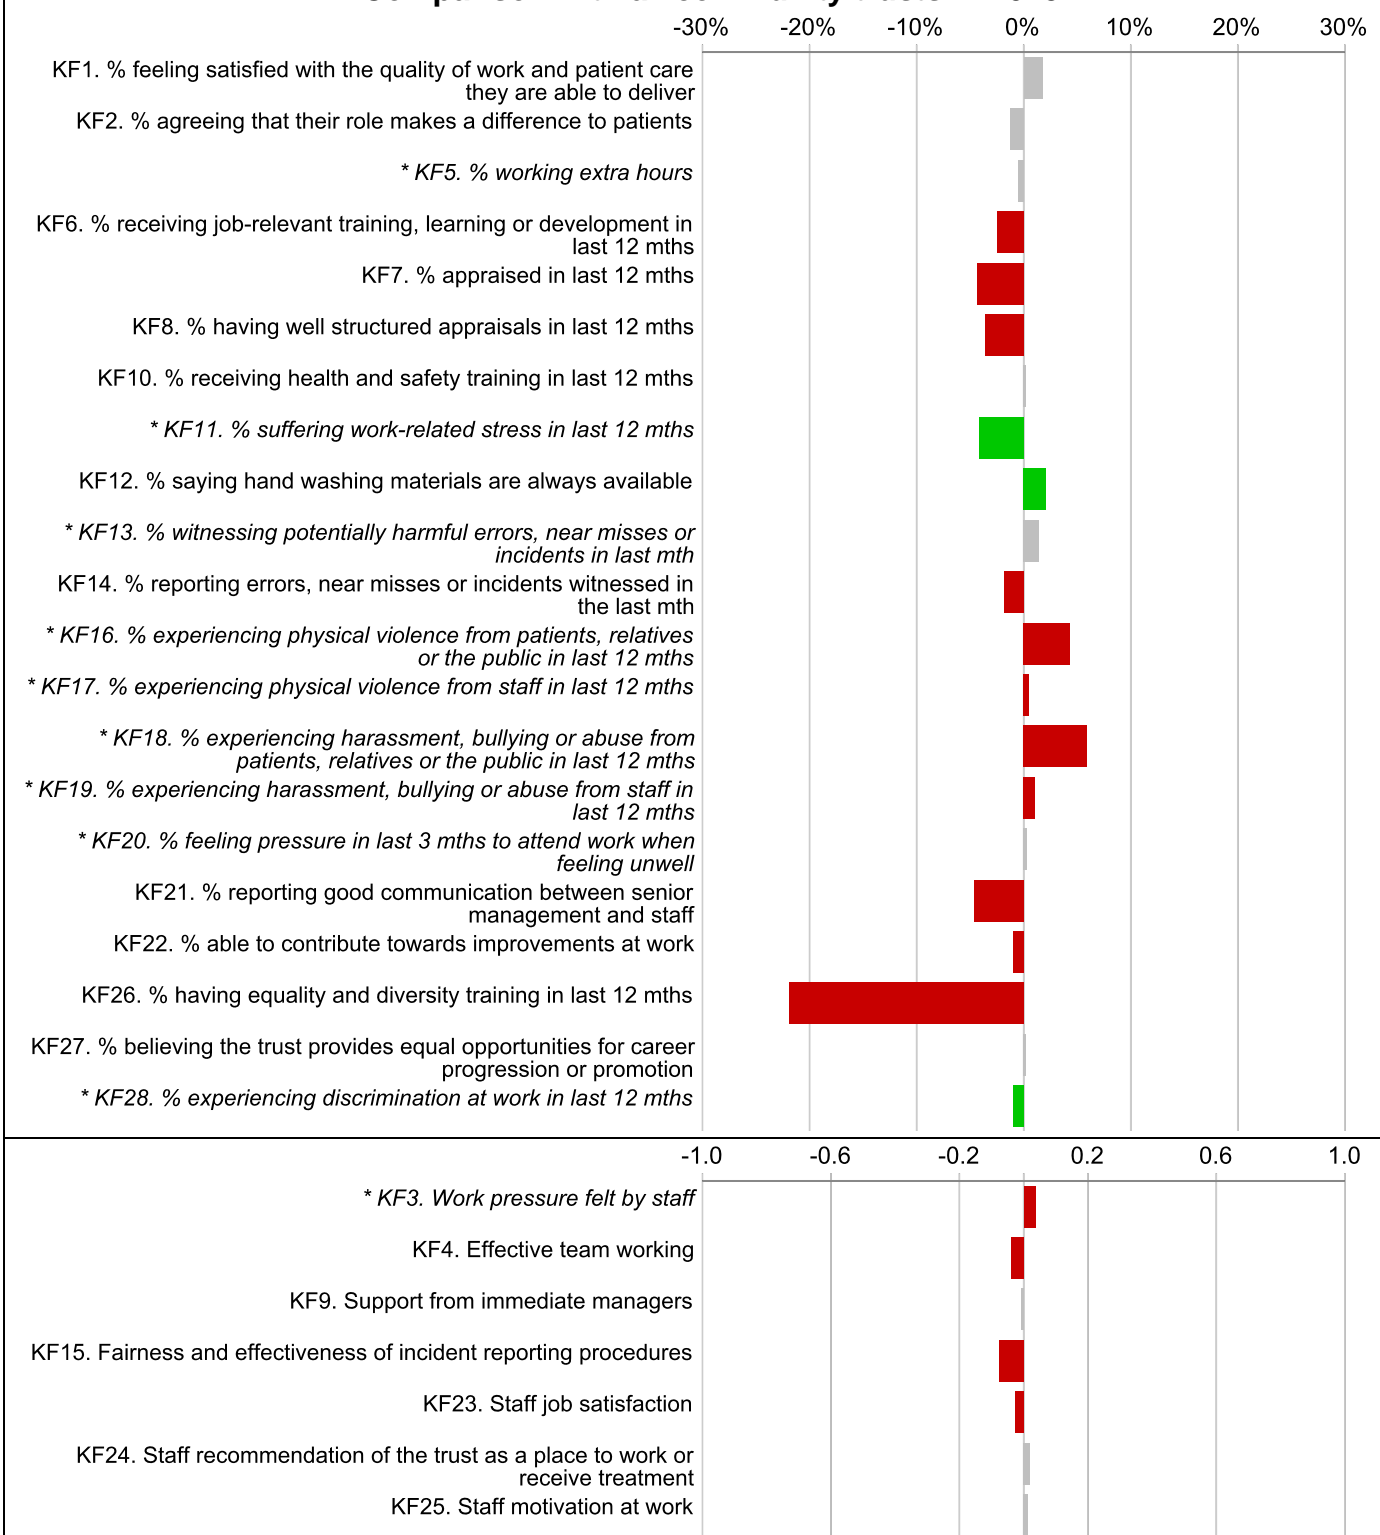 -30% -20% -10% 0% 10% 20% 30%
KF1. % feeling satisfied with the quality of work and patient care
they are able to deliver
KF2. % agreeing that their role makes a difference to patients
* KF5. % working extra hours
KF6. % receiving job-relevant training, learning or development in
last 12 mths
KF7. % appraised in last 12 mths
KF8. % having well structured appraisals in last 12 mths
KF10. % receiving health and safety training in last 12 mths
* KF11. % suffering work-related stress in last 12 mths
KF12. % saying hand washing materials are always available
* KF13. % witnessing potentially harmful errors, near misses or
incidents in last mth
KF14. % reporting errors, near misses or incidents witnessed in
the last mth
* KF16. % experiencing physical violence from patients, relatives
or the public in last 12 mths
* KF17. % experiencing physical violence from staff in last 12 mths
* KF18. % experiencing harassment, bullying or abuse from
patients, relatives or the public in last 12 mths
* KF19. % experiencing harassment, bullying or abuse from staff in
last 12 mths
* KF20. % feeling pressure in last 3 mths to attend work when
feeling unwell
KF21. % reporting good communication between senior
management and staff
KF22. % able to contribute towards improvements at work
KF26. % having equality and diversity training in last 12 mths
KF27. % believing the trust provides equal opportunities for career
progression or promotion
* KF28. % experiencing discrimination at work in last 12 mths
-1.0 -0.6 -0.2 0.2 0.6 1.0
* KF3. Work pressure felt by staff
KF4. Effective team working
KF9. Support from immediate managers
KF15. Fairness and effectiveness of incident reporting procedures
KF23. Staff job satisfaction
KF24. Staff recommendation of the trust as a place to work or
receive treatment
KF25. Staff motivation at work